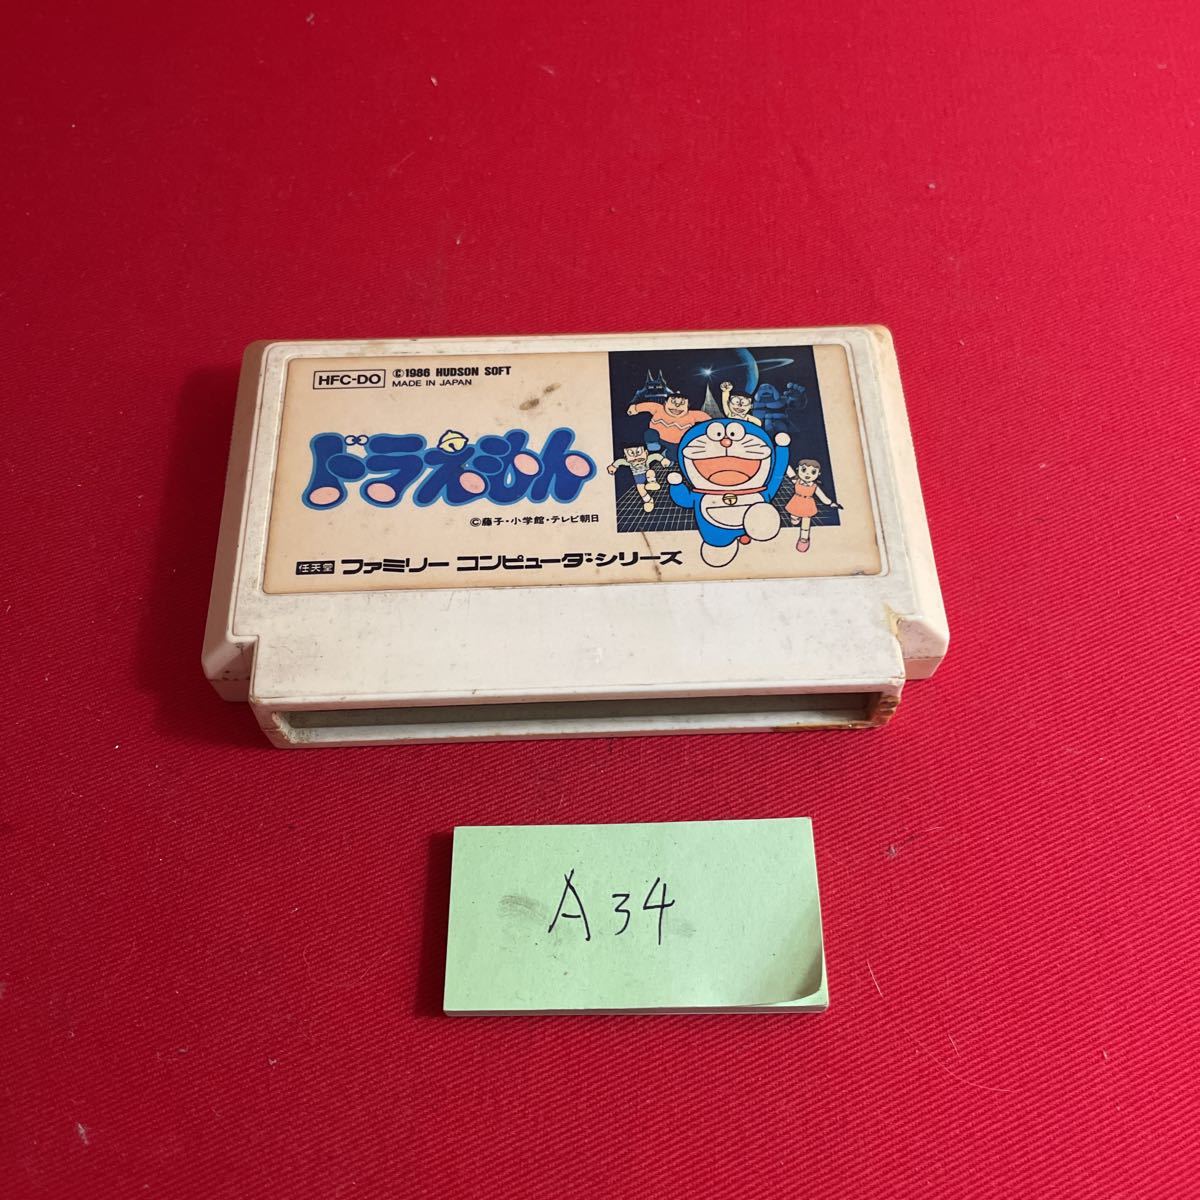 HFC-DO
©1986 HUDSON SOFT
MADE IN JAPAN
ドラえもん
©藤子・小学館・テレビ朝日
任天堂 ファミリー コンピュータ・シリーズ
A34